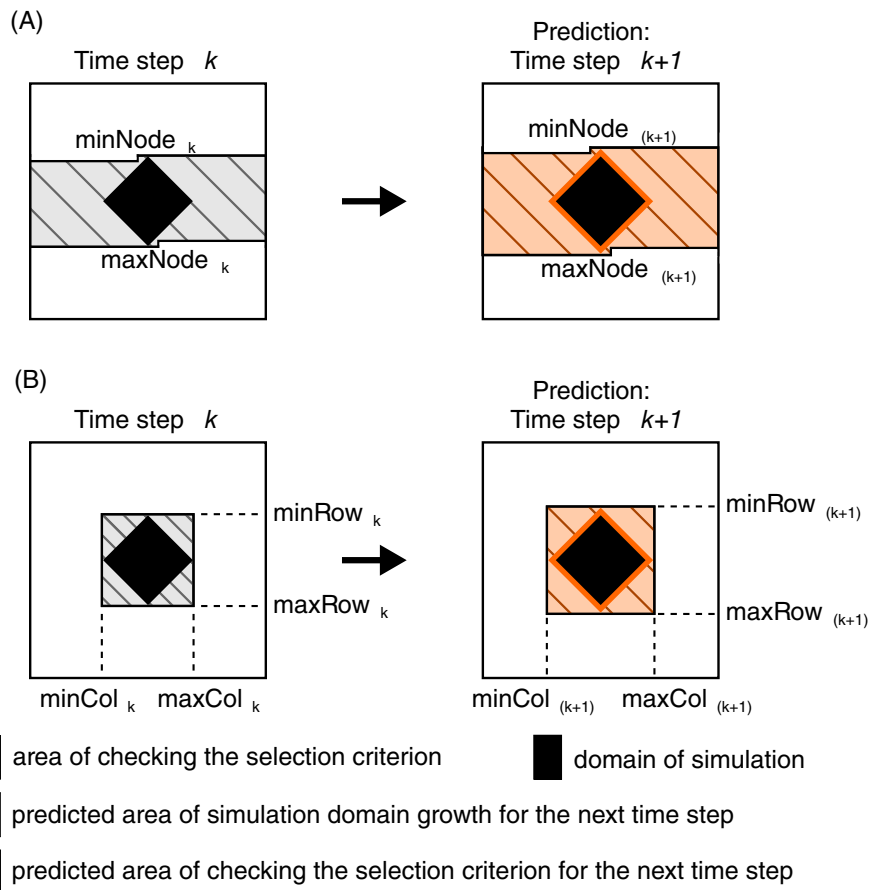 (A)
Time step k
Prediction:
Time step k+1
minNode k
minNode (k+1)
maxNode k
maxNode (k+1)
(B)
Time step k
Prediction:
Time step k+1
minRow k
minRow (k+1)
maxRow k
maxRow (k+1)
minCol k maxCol k
minCol (k+1) maxCol (k+1)
area of checking the selection criterion
domain of simulation
predicted area of simulation domain growth for the next time step
predicted area of checking the selection criterion for the next time step